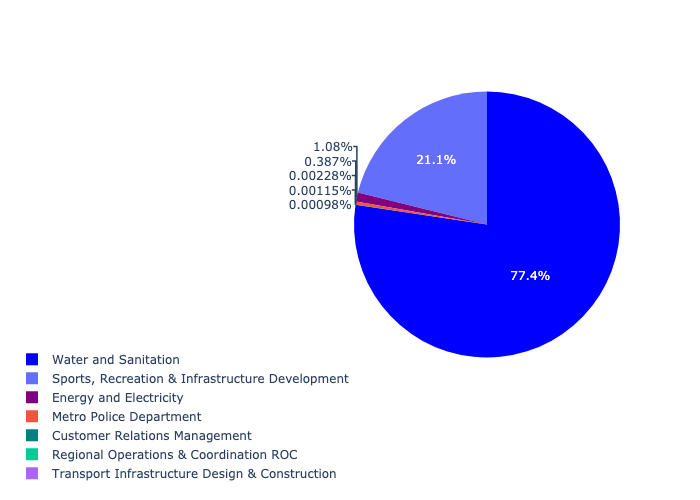 1.08%
21.1%
0.387%
0.00228%
0.00115%
0.00098%
77.4%
Water and Sanitation
Sports, Recreation & Infrastructure Development
Energy and Electricity
Metro Police Department
Customer Relations Management
Regional Operations & Coordination ROC
Transport Infrastructure Design & Construction